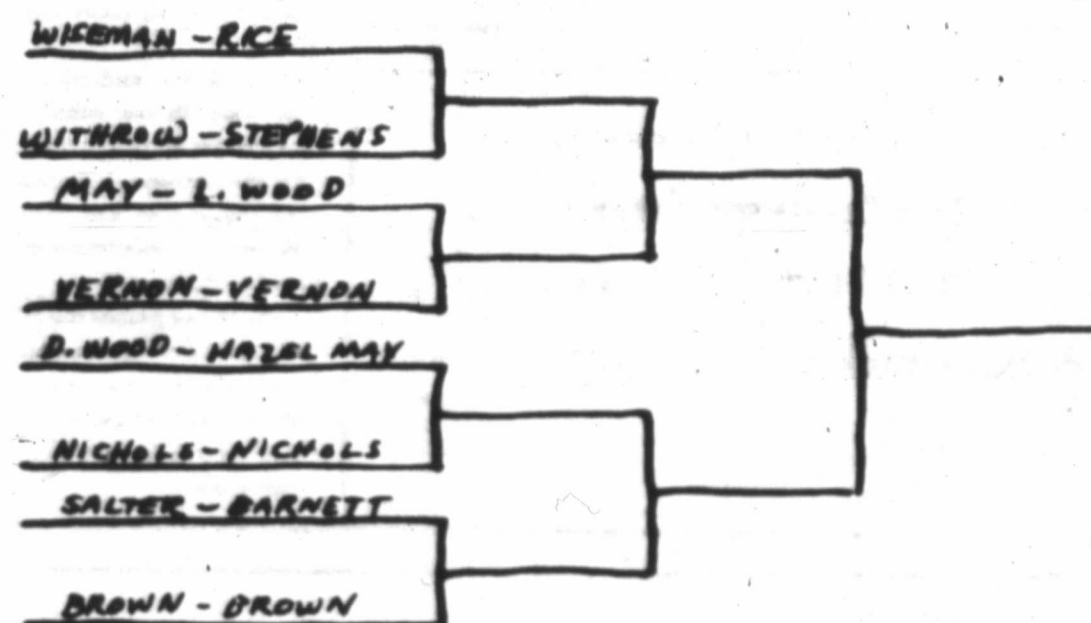 WISEMAN - RICE
WITHROW - STEPHENS
MAY - L. WOOD
VERNON - VERNON
D. WOOD - HAZEL MAY
NICHOLS - NICHOLS
SALTER - BARNETT
BROWN - BROWN